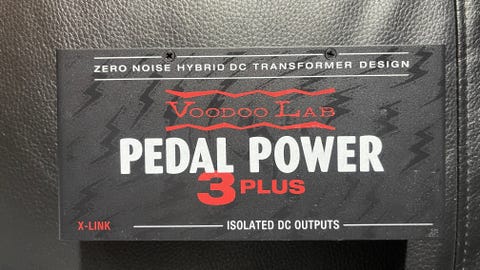 ZERO NOISE HYBRID DC TRANSFORMER DESIGN
VOODOO LAB
PEDAL POWER
3 PLUS
X-LINK
ISOLATED DC OUTPUTS